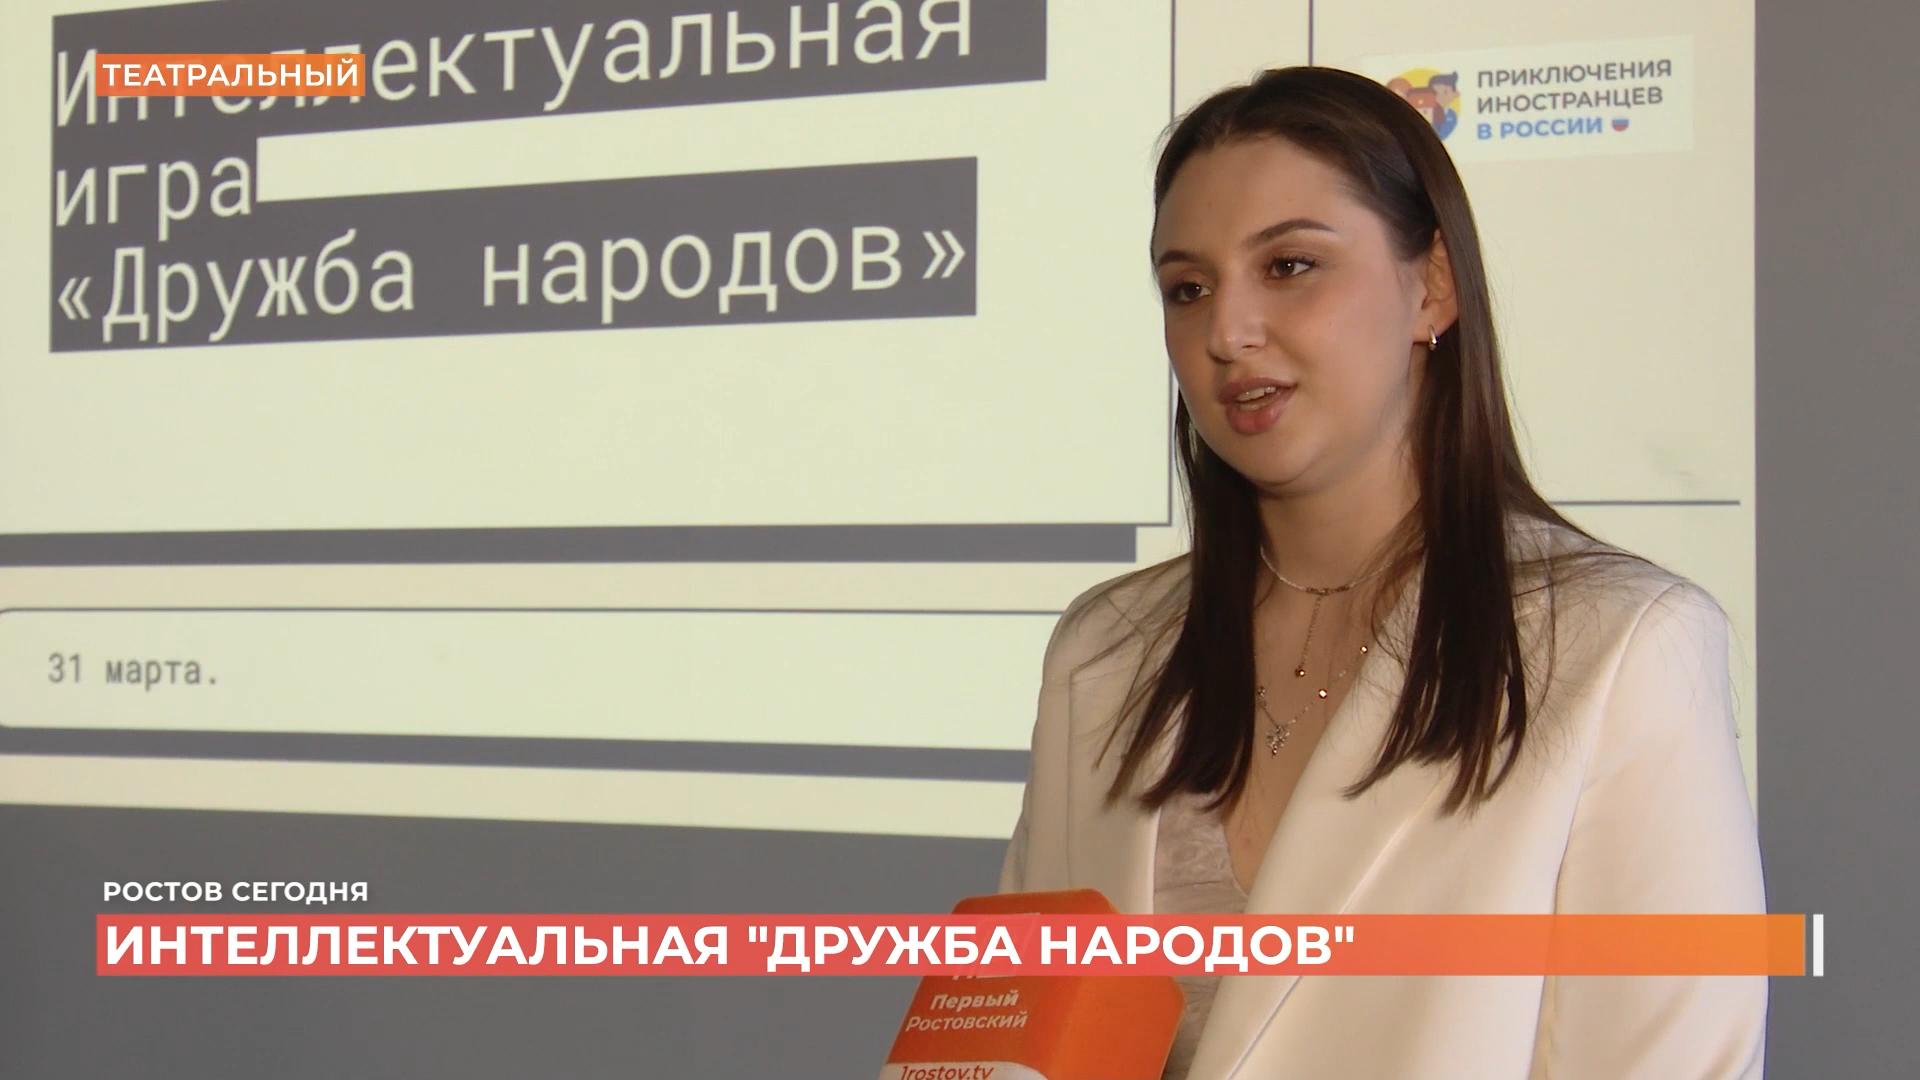 ТЕАТРАЛЬНЫЙ
Интеллектуальная
игра
«Дружба народов»
ПРИКЛЮЧЕНИЯ
ИНОСТРАНЦЕВ
В РОССИИ
31 марта.
РОСТОВ СЕГОДНЯ
ИНТЕЛЛЕКТУАЛЬНАЯ "ДРУЖБА НАРОДОВ"
Первый
Ростовский
1rostov.tv